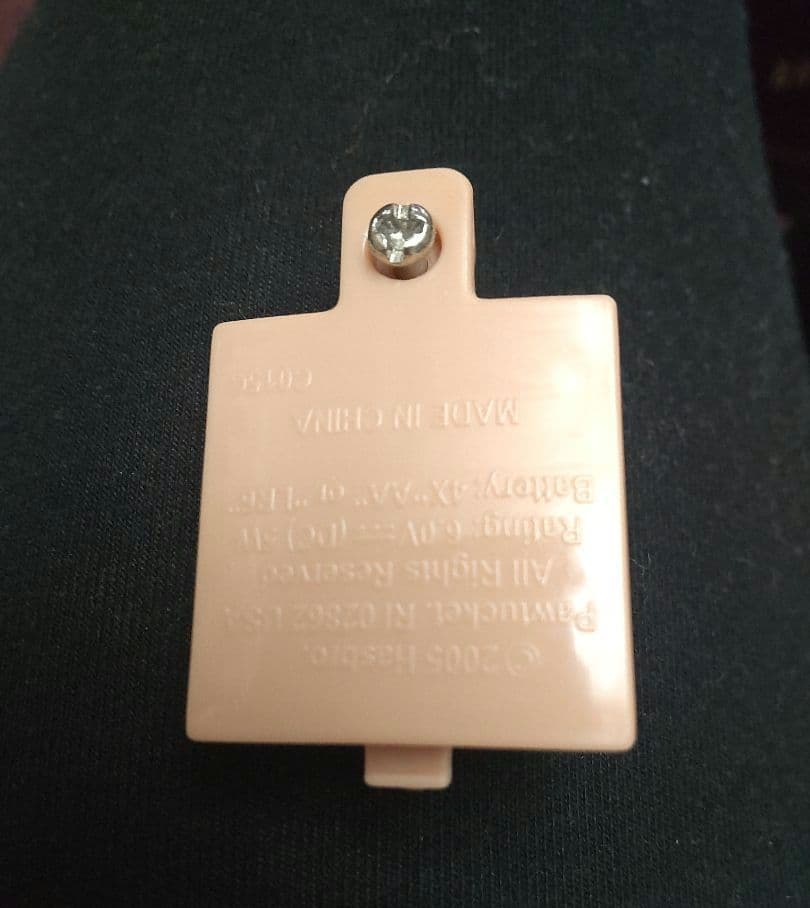 ©2005 Hasbro,
Pawtucket. RI 02862 USA
All Rights Reserved
Rating: 6.0V⎓(DC)
Battery: 4X"AA" or "LR6"
MADE IN CHINA